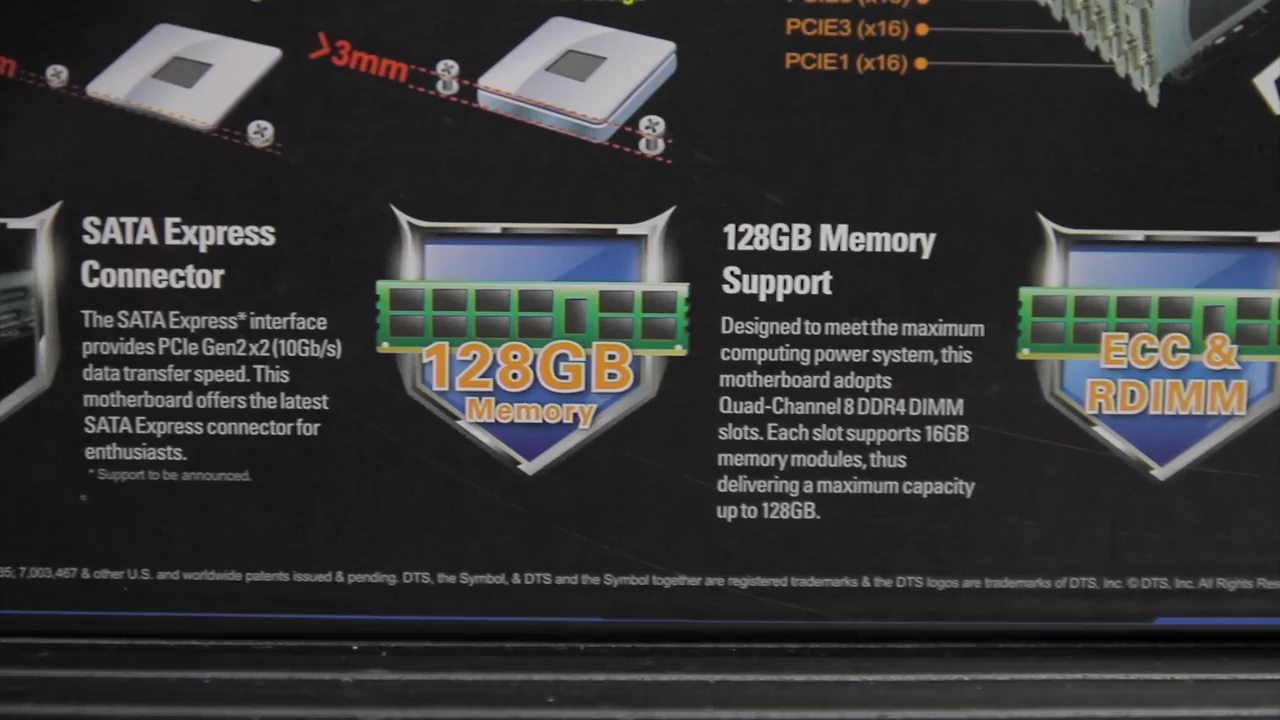 >3mm
PCIE3 (x16)
PCIE1 (x16)
SATA Express
Connector
The SATA Express* interface
provides PCIe Gen2 x2 (10Gb/s)
data transfer speed. This
motherboard offers the latest
SATA Express connector for
enthusiasts.
* Support to be announced.
128GB
Memory
128GB Memory
Support
Designed to meet the maximum
computing power system, this
motherboard adopts
Quad-Channel 8 DDR4 DIMM
slots. Each slot supports 16GB
memory modules, thus
delivering a maximum capacity
up to 128GB.
ECC &
RDIMM
35; 7,003,467 & other U.S. and worldwide patents issued & pending. DTS, the Symbol, & DTS and the Symbol together are registered trademarks & the DTS logos are trademarks of DTS, Inc. © DTS, Inc. All Rights